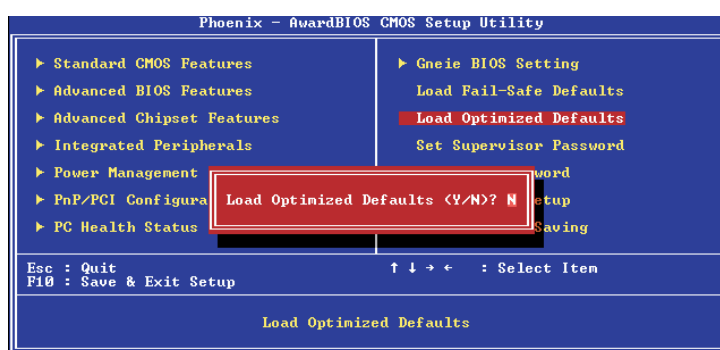 Phoenix - AwardBIOS CMOS Setup Utility
▶ Standard CMOS Features
▶ Advanced BIOS Features
▶ Advanced Chipset Features
▶ Integrated Peripherals
▶ Power Management
▶ PnP/PCI Configura
▶ PC Health Status
▶ Gneie BIOS Setting
Load Fail-Safe Defaults
Load Optimized Defaults
Set Supervisor Password
word
etup
Saving
Load Optimized Defaults (Y/N)? N
Esc : Quit
F10 : Save & Exit Setup
↑ ↓ → ← : Select Item
Load Optimized Defaults